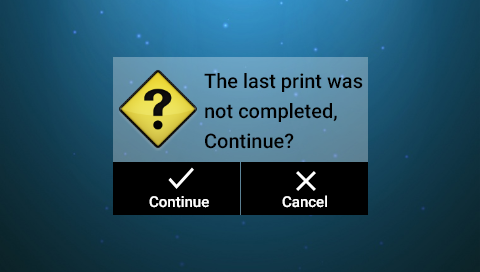 The last print was
not completed,
Continue?
Continue
Cancel